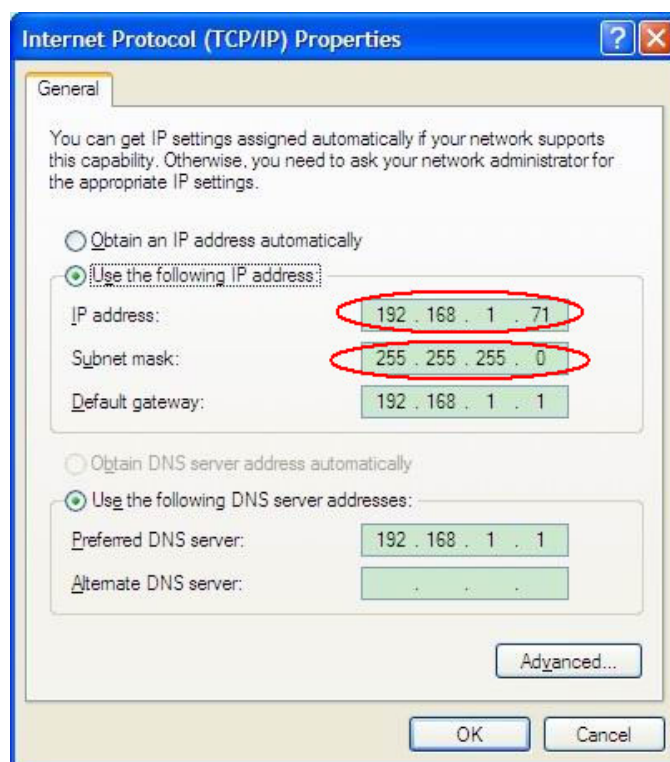 Internet Protocol (TCP/IP) Properties
General
You can get IP settings assigned automatically if your network supports
this capability. Otherwise, you need to ask your network administrator for
the appropriate IP settings.
Obtain an IP address automatically
Use the following IP address:
IP address: 192 . 168 . 1 . 71
Subnet mask: 255 . 255 . 255 . 0
Default gateway: 192 . 168 . 1 . 1
Obtain DNS server address automatically
Use the following DNS server addresses:
Preferred DNS server: 192 . 168 . 1 . 1
Alternate DNS server: . . .
Advanced...
OK Cancel